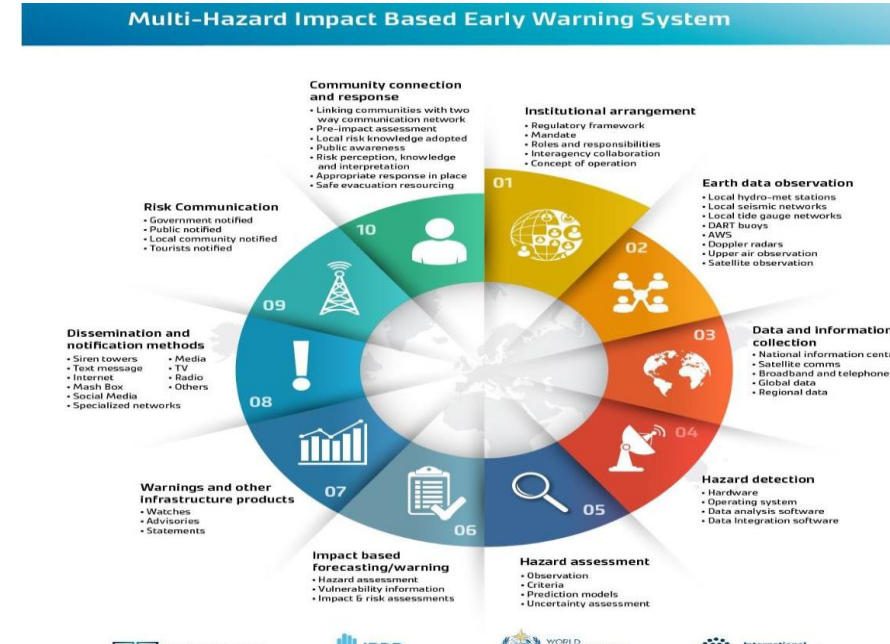 Multi-Hazard Impact Based Early Warning System
Community connection
and response
• Linking communities with two
way communication network
• Pre-impact assessment
• Local risk knowledge adopted
• Public awareness
• Risk perception, knowledge
and interpretation
• Appropriate response in place
• Safe evacuation resourcing
Institutional arrangement
• Regulatory framework
• Mandate
• Roles and responsibilities
• Interagency collaboration
• Concept of operation
01
Earth data observation
• Local hydro-met stations
• Local seismic networks
• Local tide gauge networks
• DART buoys
• AWS
• Doppler radars
• Upper air observation
• Satellite observation
02
Data and information
collection
• National information cent
• Satellite comms
• Broadband and telephone
• Global data
• Regional data
03
Hazard detection
• Hardware
• Operating system
• Data analysis software
• Data Integration software
04
Hazard assessment
• Observation
• Criteria
• Prediction models
• Uncertainty assessment
05
Impact based
forecasting/warning
• Hazard assessment
• Vulnerability information
• Impact & risk assessments
06
Warnings and other
infrastructure products
• Watches
• Advisories
• Statements
07
Dissemination and
notification methods
• Siren towers
• Text message
• Internet
• Mash Box
• Social Media
• Specialized networks
• Media
• TV
• Radio
• Others
08
Risk Communication
• Government notified
• Public notified
• Local community notified
• Tourists notified
09
10
WORLD
International